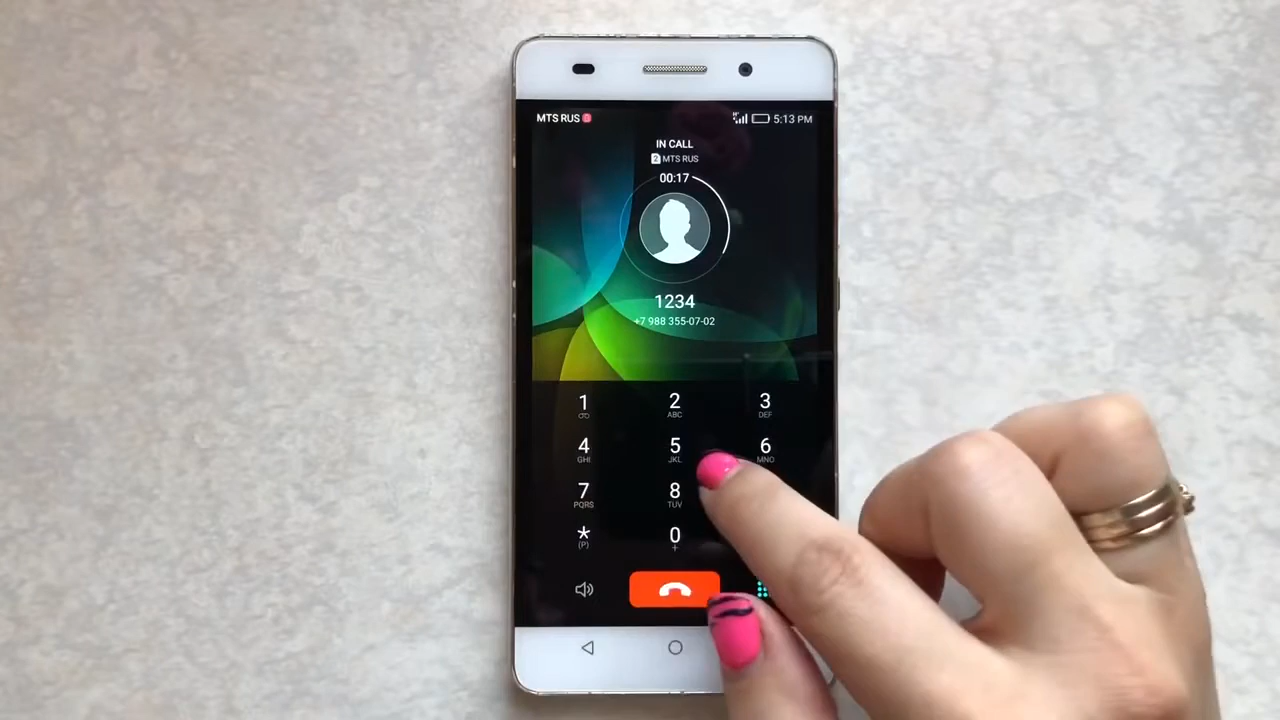 MTS RUS 5:13 PM
IN CALL
2 MTS RUS
00:17
1234
+7 988 355-07-02
1 2 3
ABC DEF
4 5 6
GHI JKL MNO
7 8
PQRS TUV
* 0
(P) +